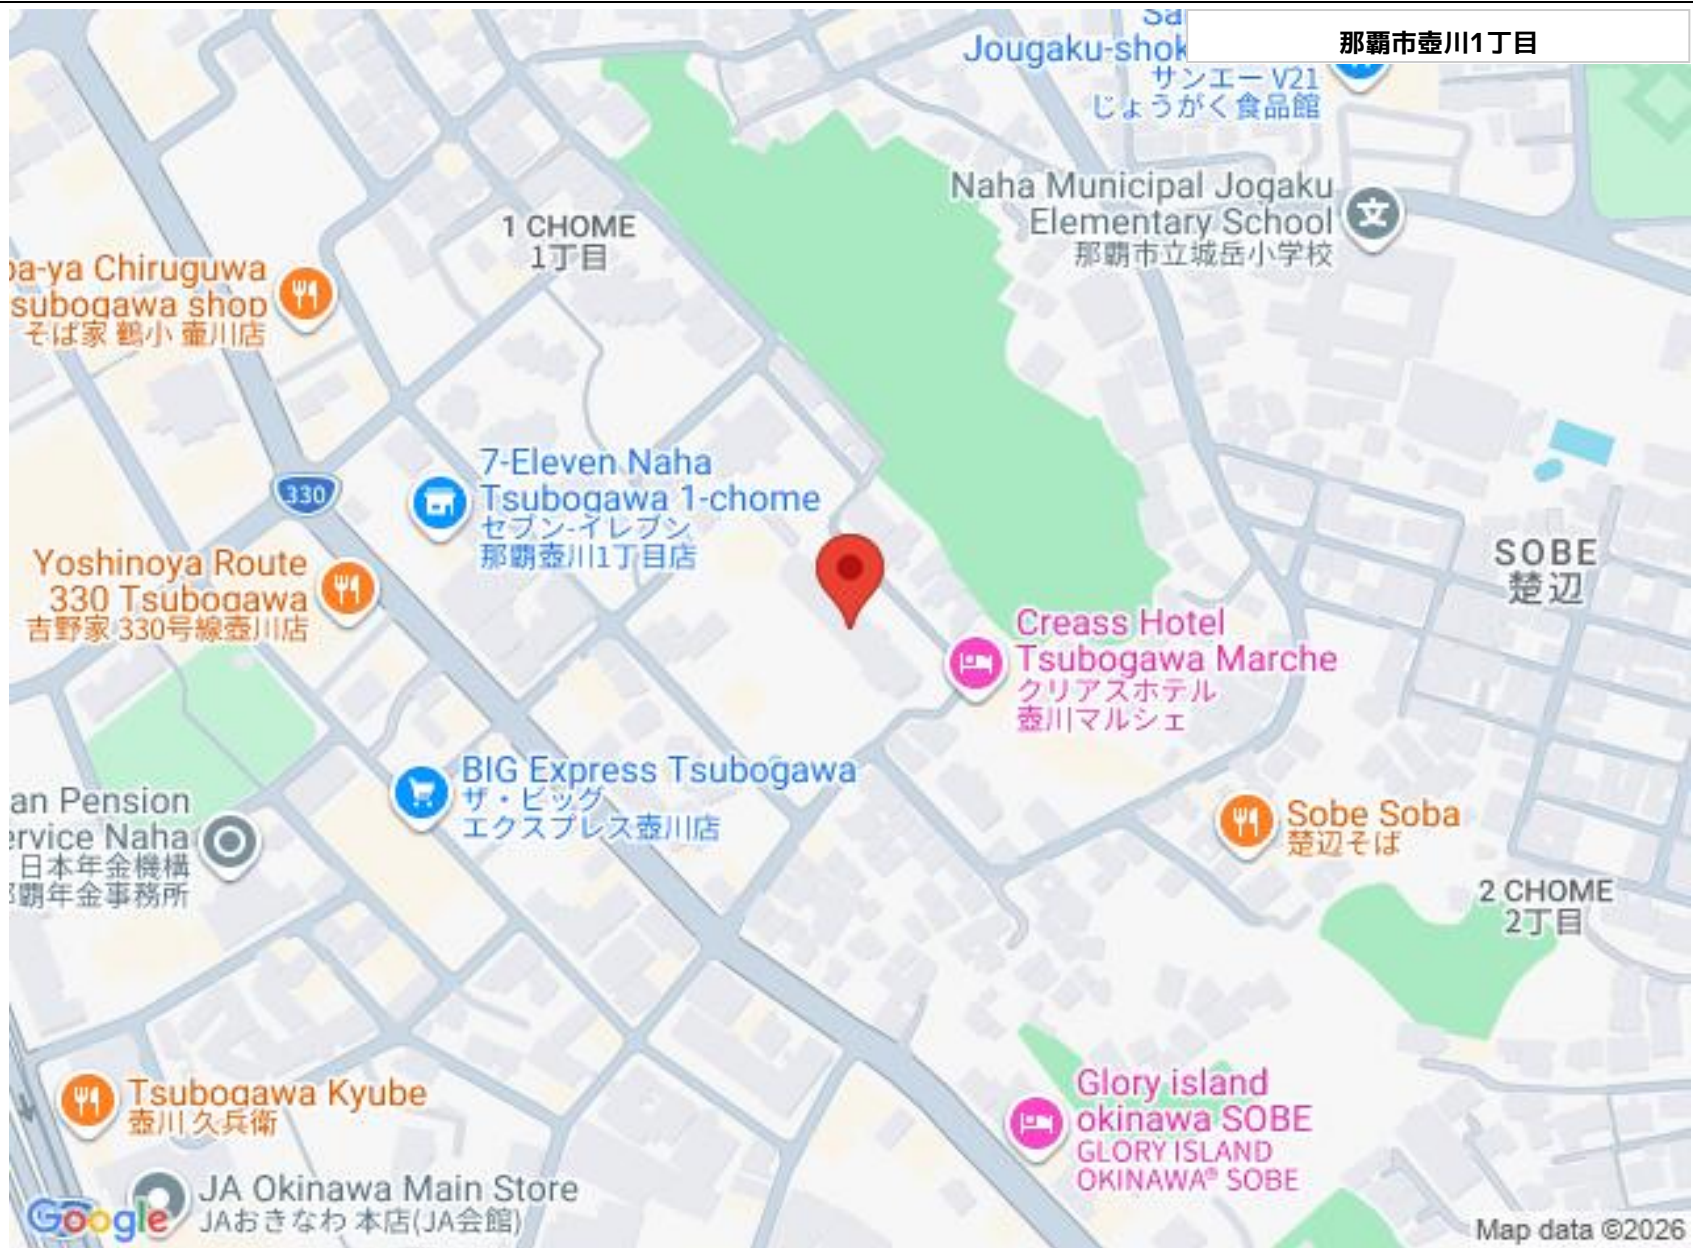 那覇市壺川1丁目
Jougaku-shok
サンエー V21
じょうがく食品館
Naha Municipal Jogaku
Elementary School
那覇市立城岳小学校
1 CHOME
1丁目
pa-ya Chiruguwa
subogawa shop
そば家 鶴小 壷川店
7-Eleven Naha
Tsubogawa 1-chome
セブン-イレブン
那覇壺川1丁目店
330
Yoshinoya Route
330 Tsubogawa
吉野家 330号線壺川店
SOBE
楚辺
Creass Hotel
Tsubogawa Marche
クリアスホテル
壺川マルシェ
BIG Express Tsubogawa
ザ・ビッグ
エクスプレス壺川店
an Pension
ervice Naha
日本年金機構
那覇年金事務所
Sobe Soba
楚辺そば
2 CHOME
2丁目
Tsubogawa Kyube
壺川 久兵衛
Glory island
okinawa SOBE
GLORY ISLAND
OKINAWA® SOBE
JA Okinawa Main Store
JAおきなわ 本店(JA会館)
Google
Map data ©2026